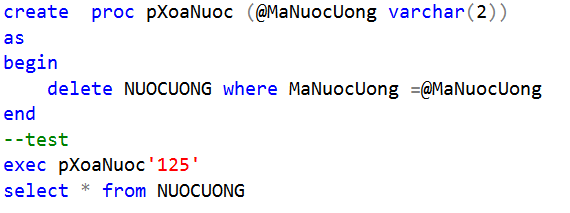 create  proc pXoaNuoc (@MaNuocUong varchar(2))
as
begin
    delete NUOCUONG where MaNuocUong =@MaNuocUong
end
--test
exec pXoaNuoc'125'
select * from NUOCUONG